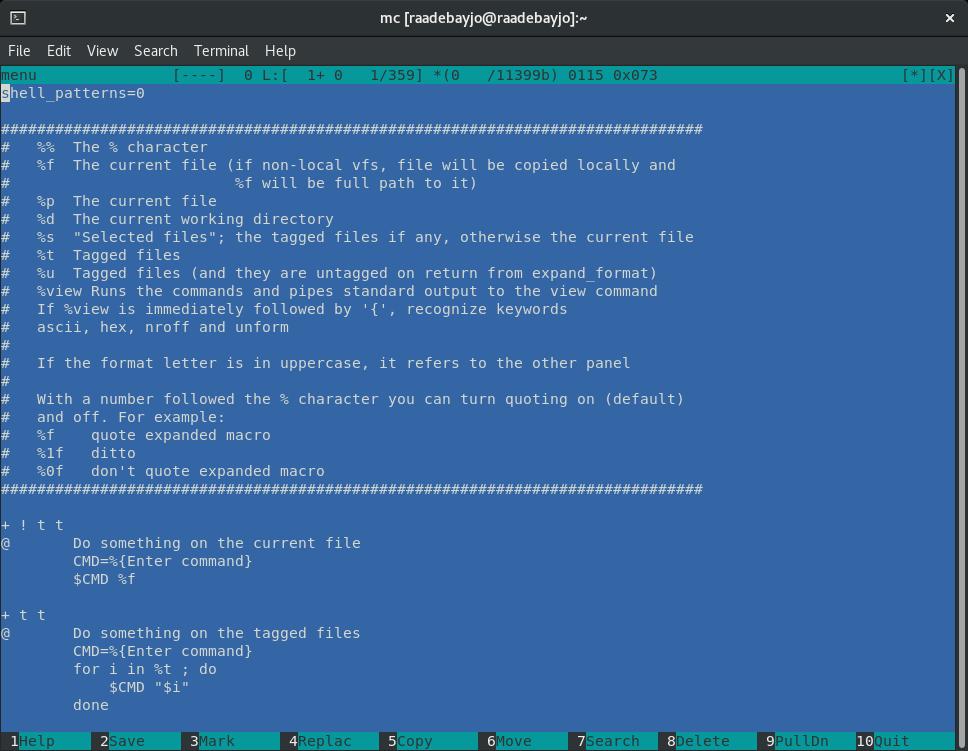 mc [raadebayjo@raadebayjo]:~
File Edit View Search Terminal Help
menu [----] 0 L:[ 1+ 0 1/359] *(0 /11399b) 0115 0x073 [*][X]
shell_patterns=0
##############################################################################
# %% The % character
# %f The current file (if non-local vfs, file will be copied locally and
# %f will be full path to it)
# %p The current file
# %d The current working directory
# %s "Selected files"; the tagged files if any, otherwise the current file
# %t Tagged files
# %u Tagged files (and they are untagged on return from expand_format)
# %view Runs the commands and pipes standard output to the view command
# If %view is immediately followed by '{', recognize keywords
# ascii, hex, nroff and unform
#
# If the format letter is in uppercase, it refers to the other panel
#
# With a number followed the % character you can turn quoting on (default)
# and off. For example:
# %f quote expanded macro
# %1f ditto
# %0f don't quote expanded macro
##############################################################################
+ ! t t
@ Do something on the current file
CMD=%{Enter command}
$CMD %f
+ t t
@ Do something on the tagged files
CMD=%{Enter command}
for i in %t ; do
$CMD "$i"
done
1Help 2Save 3Mark 4Replac 5Copy 6Move 7Search 8Delete 9PullDn 10Quit